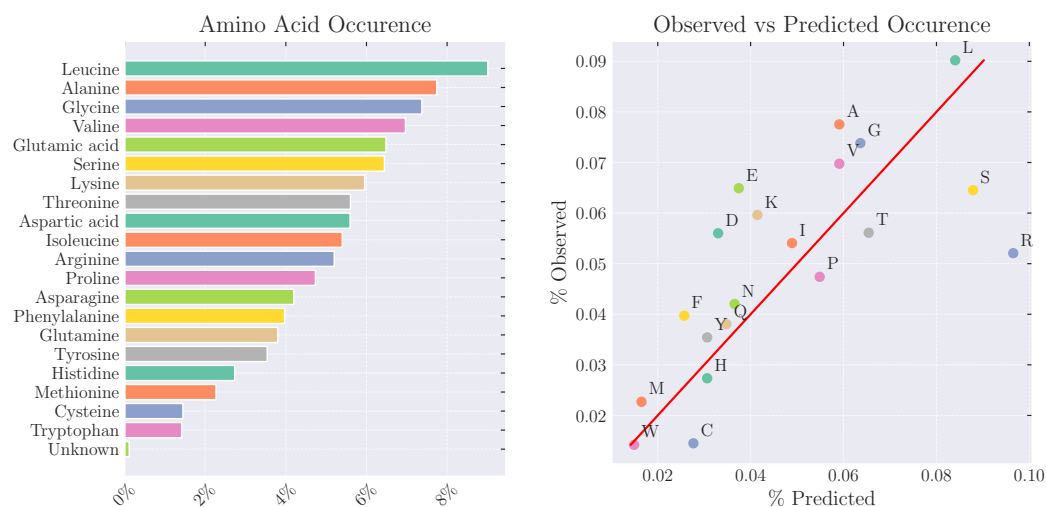 Amino Acid Occurence
Leucine
Alanine
Glycine
Valine
Glutamic acid
Serine
Lysine
Threonine
Aspartic acid
Isoleucine
Arginine
Proline
Asparagine
Phenylalanine
Glutamine
Tyrosine
Histidine
Methionine
Cysteine
Tryptophan
Unknown
0%
2%
4%
6%
8%
Observed vs Predicted Occurence
% Observed
0.09
0.08
0.07
0.06
0.05
0.04
0.03
0.02
L
A
G
V
E
S
K
D
T
I
R
P
N
F
Q
Y
H
M
W
C
0.02
0.04
0.06
0.08
0.10
% Predicted